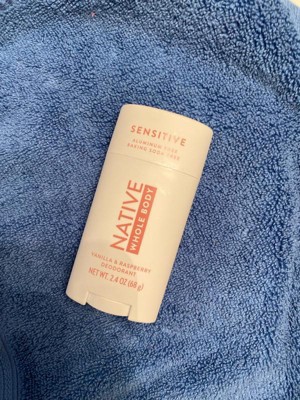 SENSITIVE
ALUMINUM FREE
BAKING SODA FREE
NATIVE
WHOLE BODY
VANILLA & RASPBERRY
DEODORANT
NET WT. 2.4 OZ (68 g)